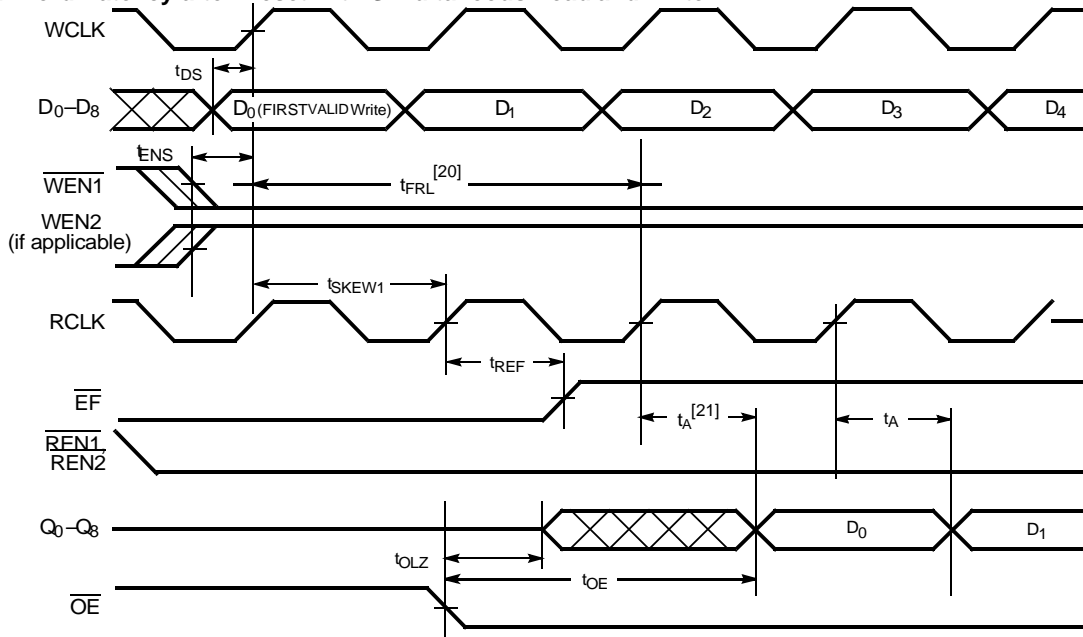 WCLK
tDS
D0–D8
D0 (FIRSTVALID Write)
D1
D2
D3
D4
tENS
WEN1
tFRL[20]
WEN2
(if applicable)
tSKEW1
RCLK
tREF
EF
tA[21]
tA
REN1,
REN2
Q0–Q8
D0
D1
tOLZ
tOE
OE